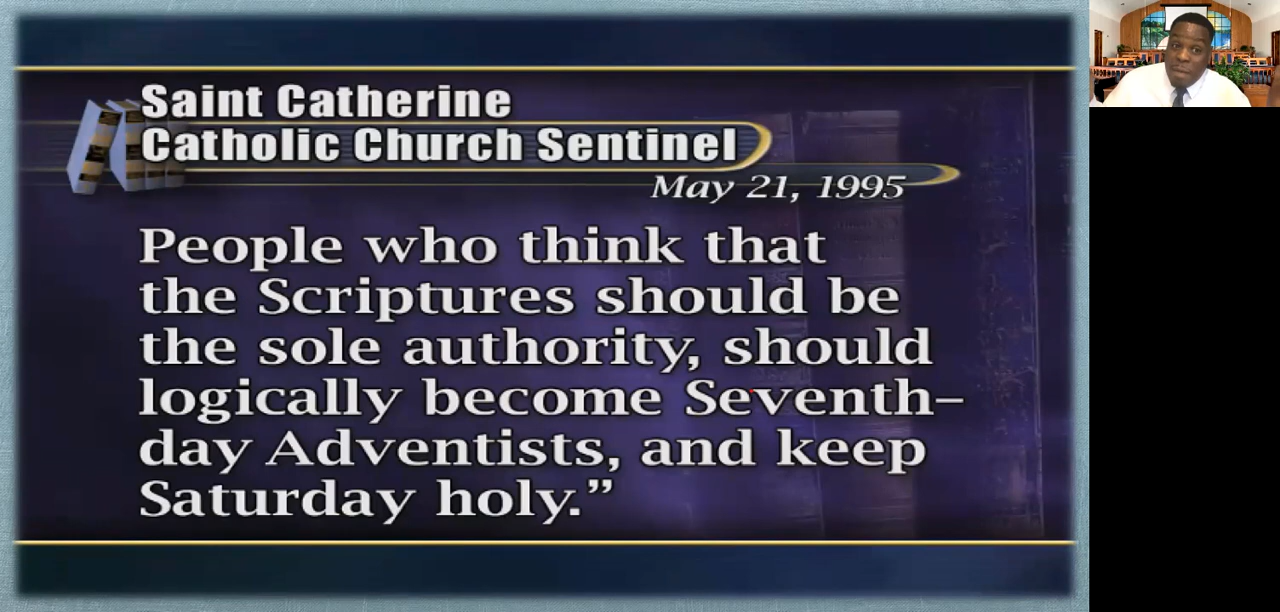 Saint Catherine
Catholic Church Sentinel
May 21, 1995
People who think that
the Scriptures should be
the sole authority, should
logically become Seventh–
day Adventists, and keep
Saturday holy.”